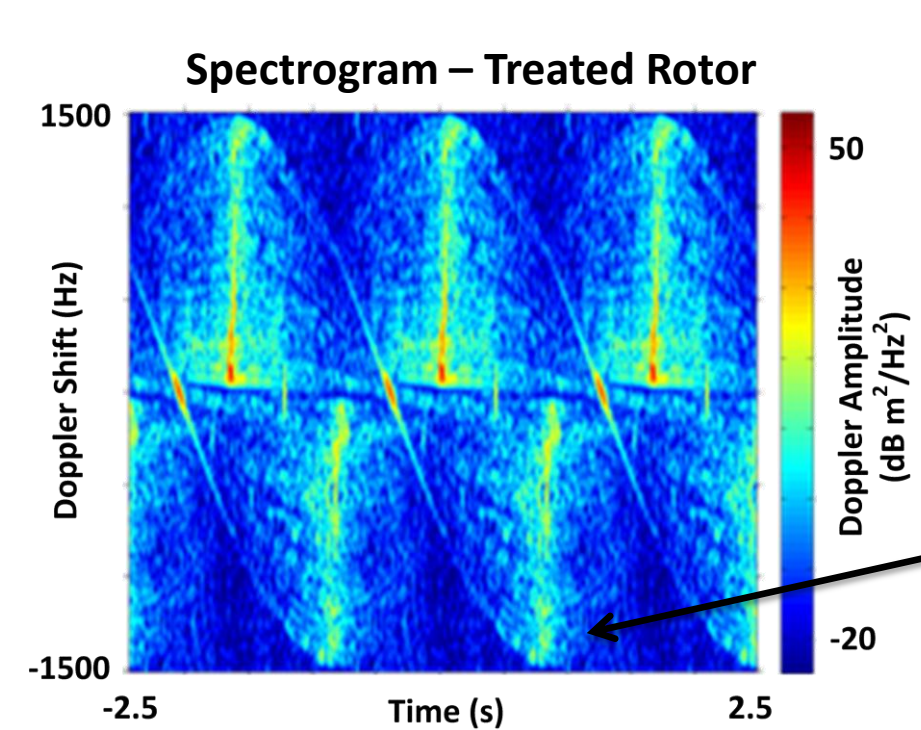 Spectrogram – Treated Rotor
1500
Doppler Shift (Hz)
-1500
-2.5
Time (s)
2.5
50
-20
Doppler Amplitude
(dB m²/Hz²)